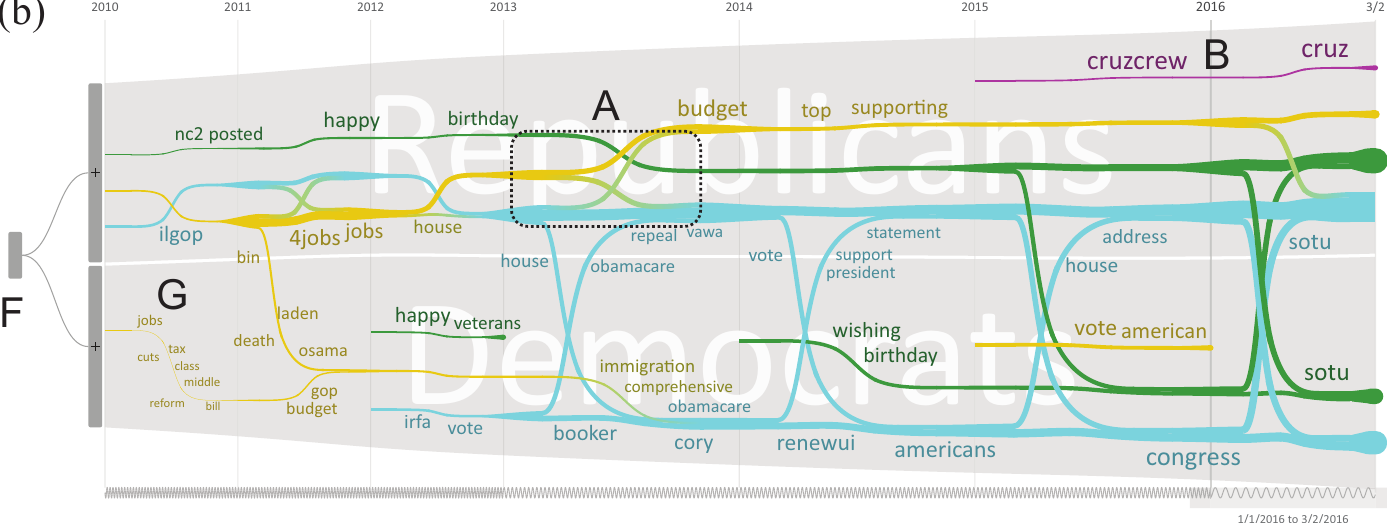 (b)
2010 2011 2012 2013 2014 2015 2016 3/2
cruzcrew B cruz
A
nc2 posted happy birthday budget top supporting
Republicans
ilgop 4jobs jobs house
repeal vawa statement address sotu
bin house obamacare vote support president house
F
G
jobs
cuts tax class middle
reform bill
laden
death osama
gop
budget
happy veterans
Democrats
wishing
birthday
vote american
immigration
comprehensive
obamacare
sotu
irfa vote booker cory renewui americans congress
1/1/2016 to 3/2/2016